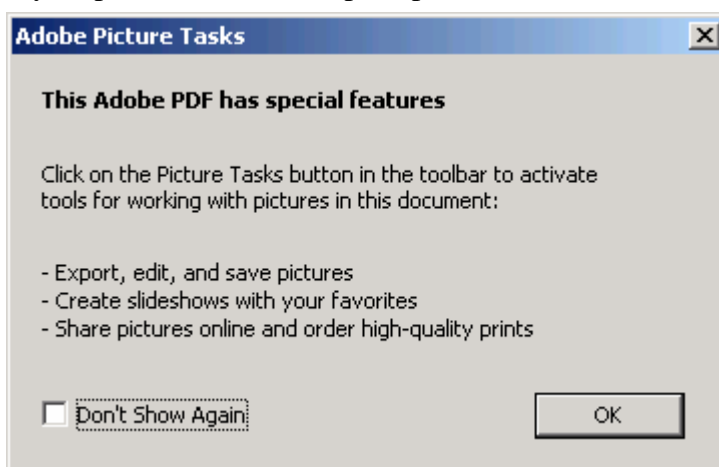 Adobe Picture Tasks
This Adobe PDF has special features
Click on the Picture Tasks button in the toolbar to activate
tools for working with pictures in this document:
- Export, edit, and save pictures
- Create slideshows with your favorites
- Share pictures online and order high-quality prints
Don't Show Again
OK